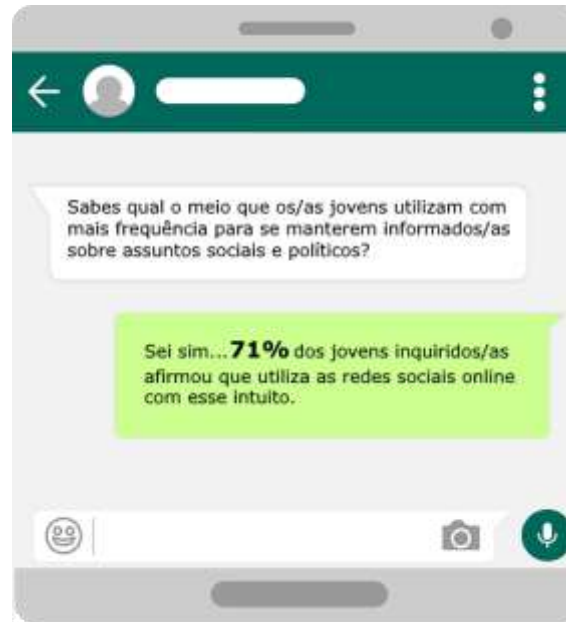 Sabes qual o meio que os/as jovens utilizam com
mais frequência para se manterem informados/as
sobre assuntos sociais e políticos?
Sei sim...71% dos jovens inquiridos/as
afirmou que utiliza as redes sociais online
com esse intuito.